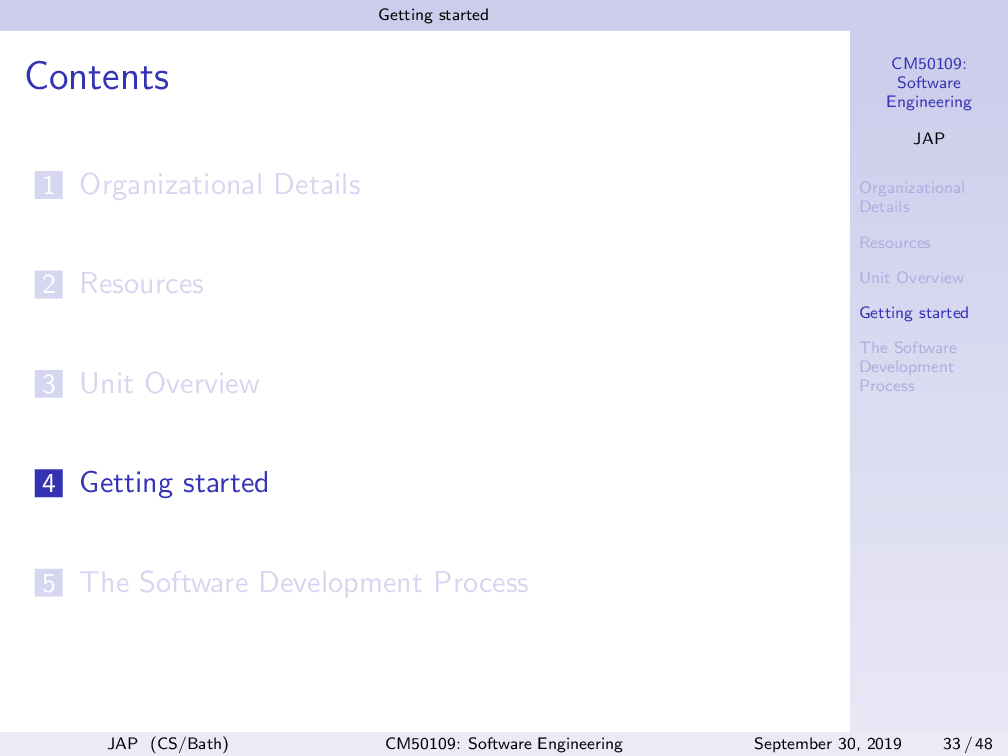 Getting started
Contents
1 Organizational Details
2 Resources
3 Unit Overview
4 Getting started
5 The Software Development Process
CM50109:
Software
Engineering
JAP
Organizational
Details
Resources
Unit Overview
Getting started
The Software
Development
Process
JAP (CS/Bath) CM50109: Software Engineering September 30, 2019 33 / 48